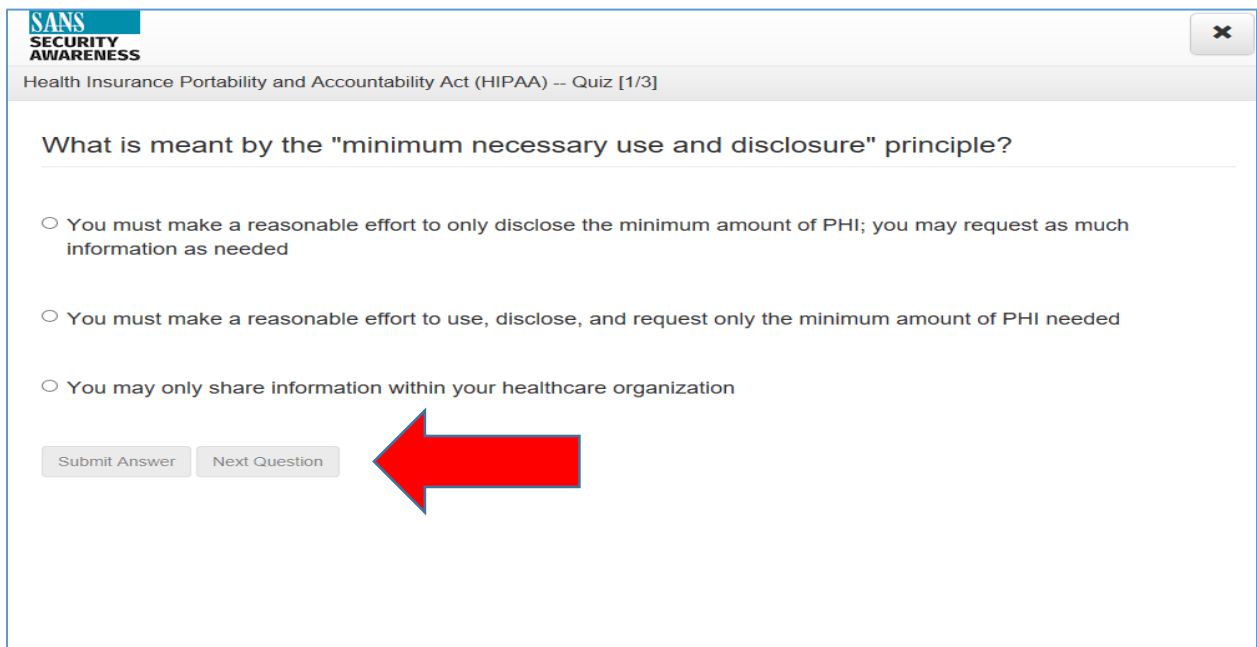 SANS
SECURITY
AWARENESS
Health Insurance Portability and Accountability Act (HIPAA) -- Quiz [1/3]
What is meant by the "minimum necessary use and disclosure" principle?
You must make a reasonable effort to only disclose the minimum amount of PHI; you may request as much
information as needed
You must make a reasonable effort to use, disclose, and request only the minimum amount of PHI needed
You may only share information within your healthcare organization
Submit Answer Next Question